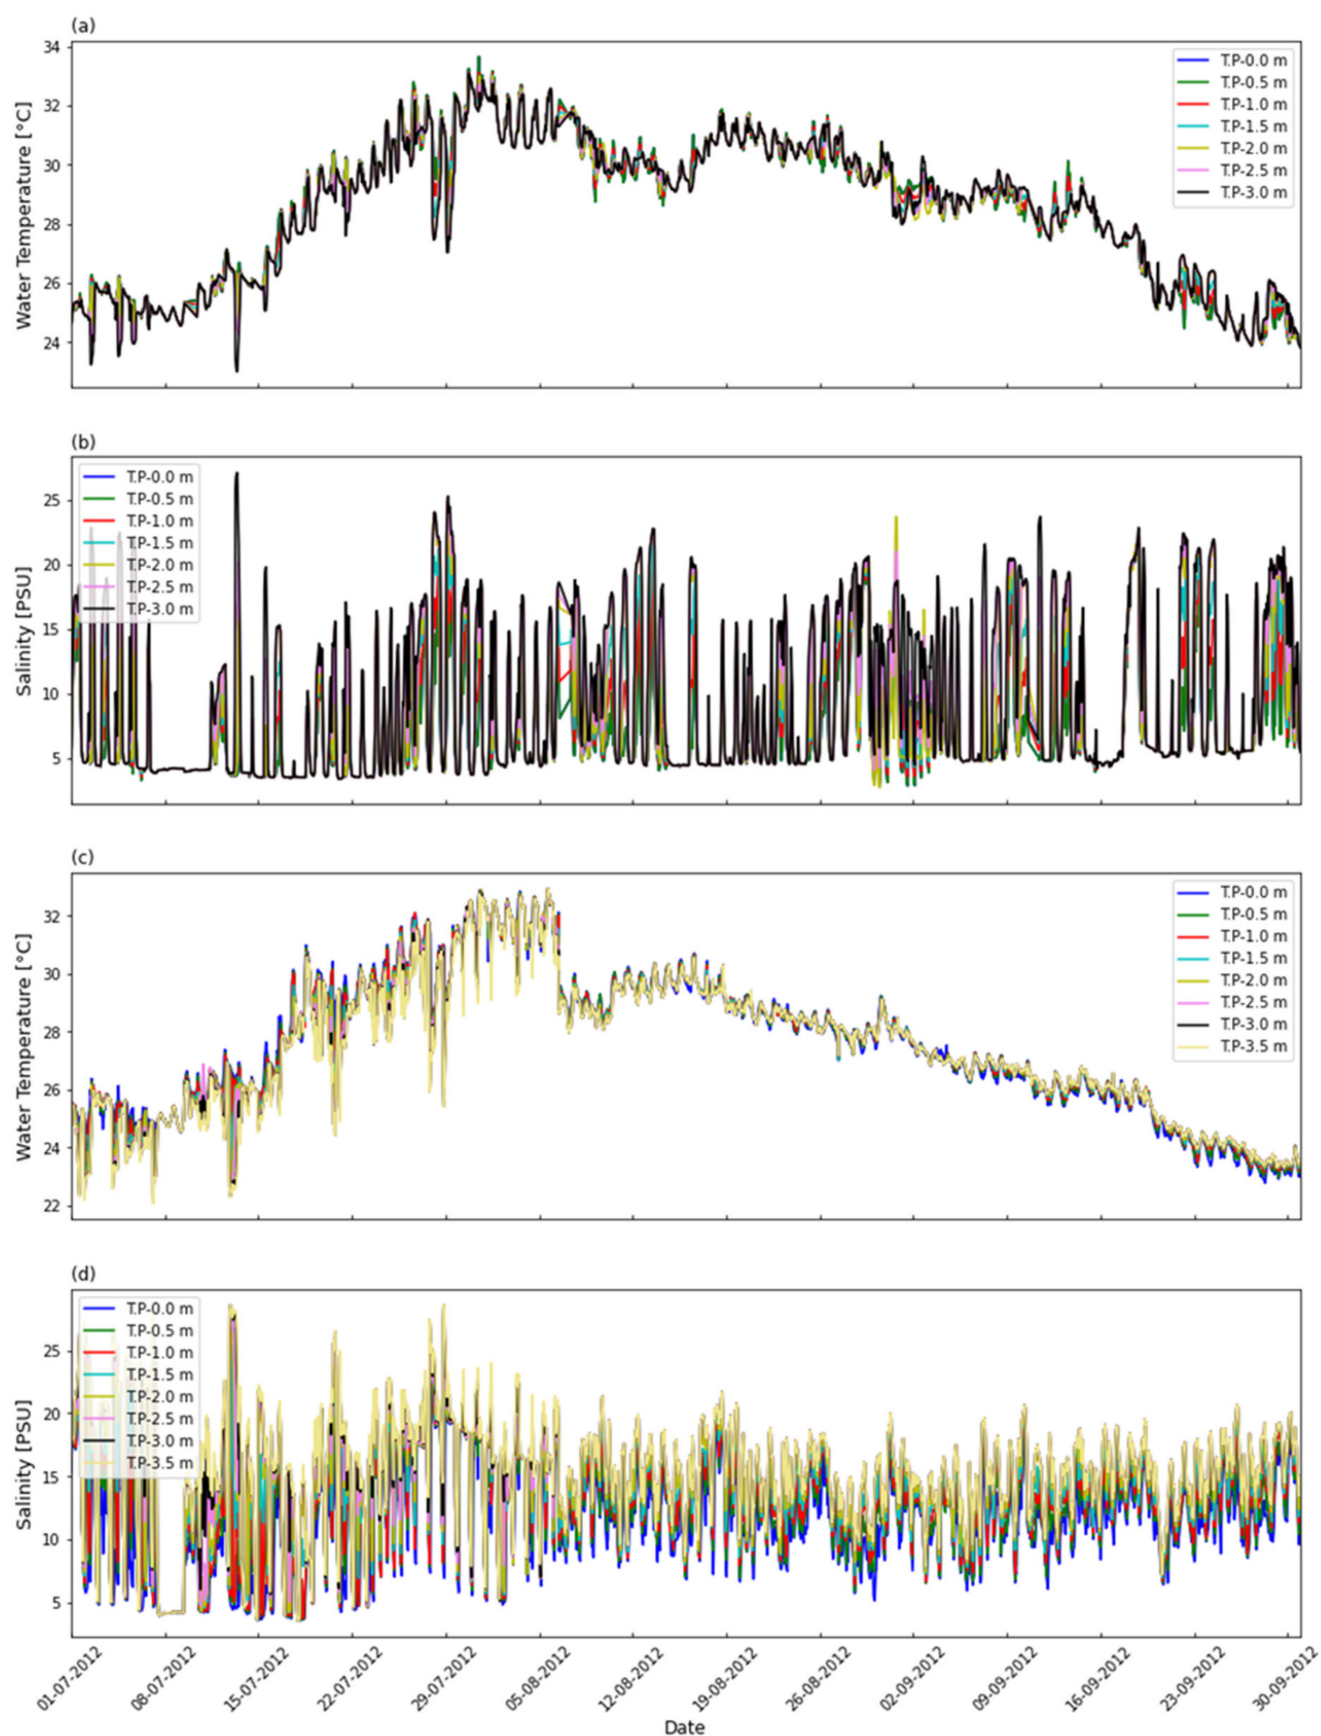 (a)
34
32
30
28
26
24
Water Temperature [°C]
T.P-0.0 m
T.P-0.5 m
T.P-1.0 m
T.P-1.5 m
T.P-2.0 m
T.P-2.5 m
T.P-3.0 m
(b)
25
20
15
10
5
Salinity [PSU]
T.P-0.0 m
T.P-0.5 m
T.P-1.0 m
T.P-1.5 m
T.P-2.0 m
T.P-2.5 m
T.P-3.0 m
(c)
32
30
28
26
24
22
Water Temperature [°C]
T.P-0.0 m
T.P-0.5 m
T.P-1.0 m
T.P-1.5 m
T.P-2.0 m
T.P-2.5 m
T.P-3.0 m
T.P-3.5 m
(d)
25
20
15
10
5
Salinity [PSU]
T.P-0.0 m
T.P-0.5 m
T.P-1.0 m
T.P-1.5 m
T.P-2.0 m
T.P-2.5 m
T.P-3.0 m
T.P-3.5 m
01-07-2012
08-07-2012
15-07-2012
22-07-2012
29-07-2012
05-08-2012
12-08-2012
19-08-2012
26-08-2012
02-09-2012
09-09-2012
16-09-2012
23-09-2012
30-09-2012
Date